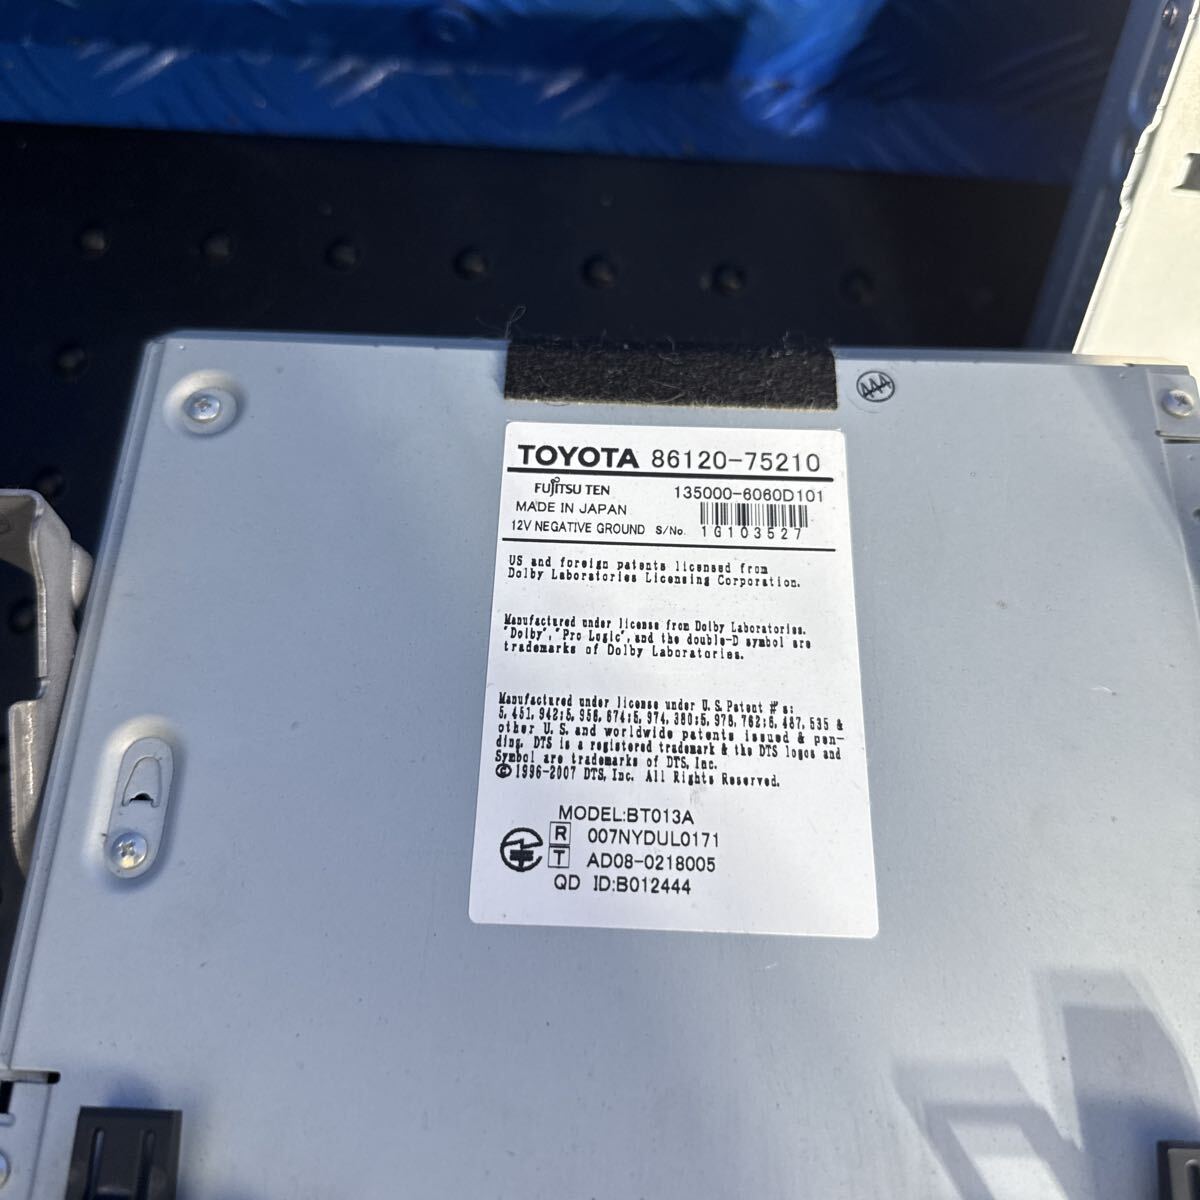 AAA
TOYOTA 86120-75210
FUJITSU TEN 135000-6060D101
MADE IN JAPAN
12V NEGATIVE GROUND S/No. 1G103527
US and foreign patents licensed from
Dolby Laboratories Licensing Corporation.
Manufactured under license from Dolby Laboratories.
"Dolby", "Pro Logic", and the double-D symbol are
trademarks of Dolby Laboratories.
Manufactured under license under U.S. Patent #'s:
5,451,942;5,956,674;5,974,380;5,978,762;6,487,535 &
other U.S. and worldwide patents issued & pen-
ding. DTS is a registered trademark & the DTS logos and
Symbol are trademarks of DTS, Inc.
© 1996-2007 DTS, Inc. All Rights Reserved.
MODEL:BT013A
R 007NYDUL0171
T AD08-0218005
QD ID:B012444